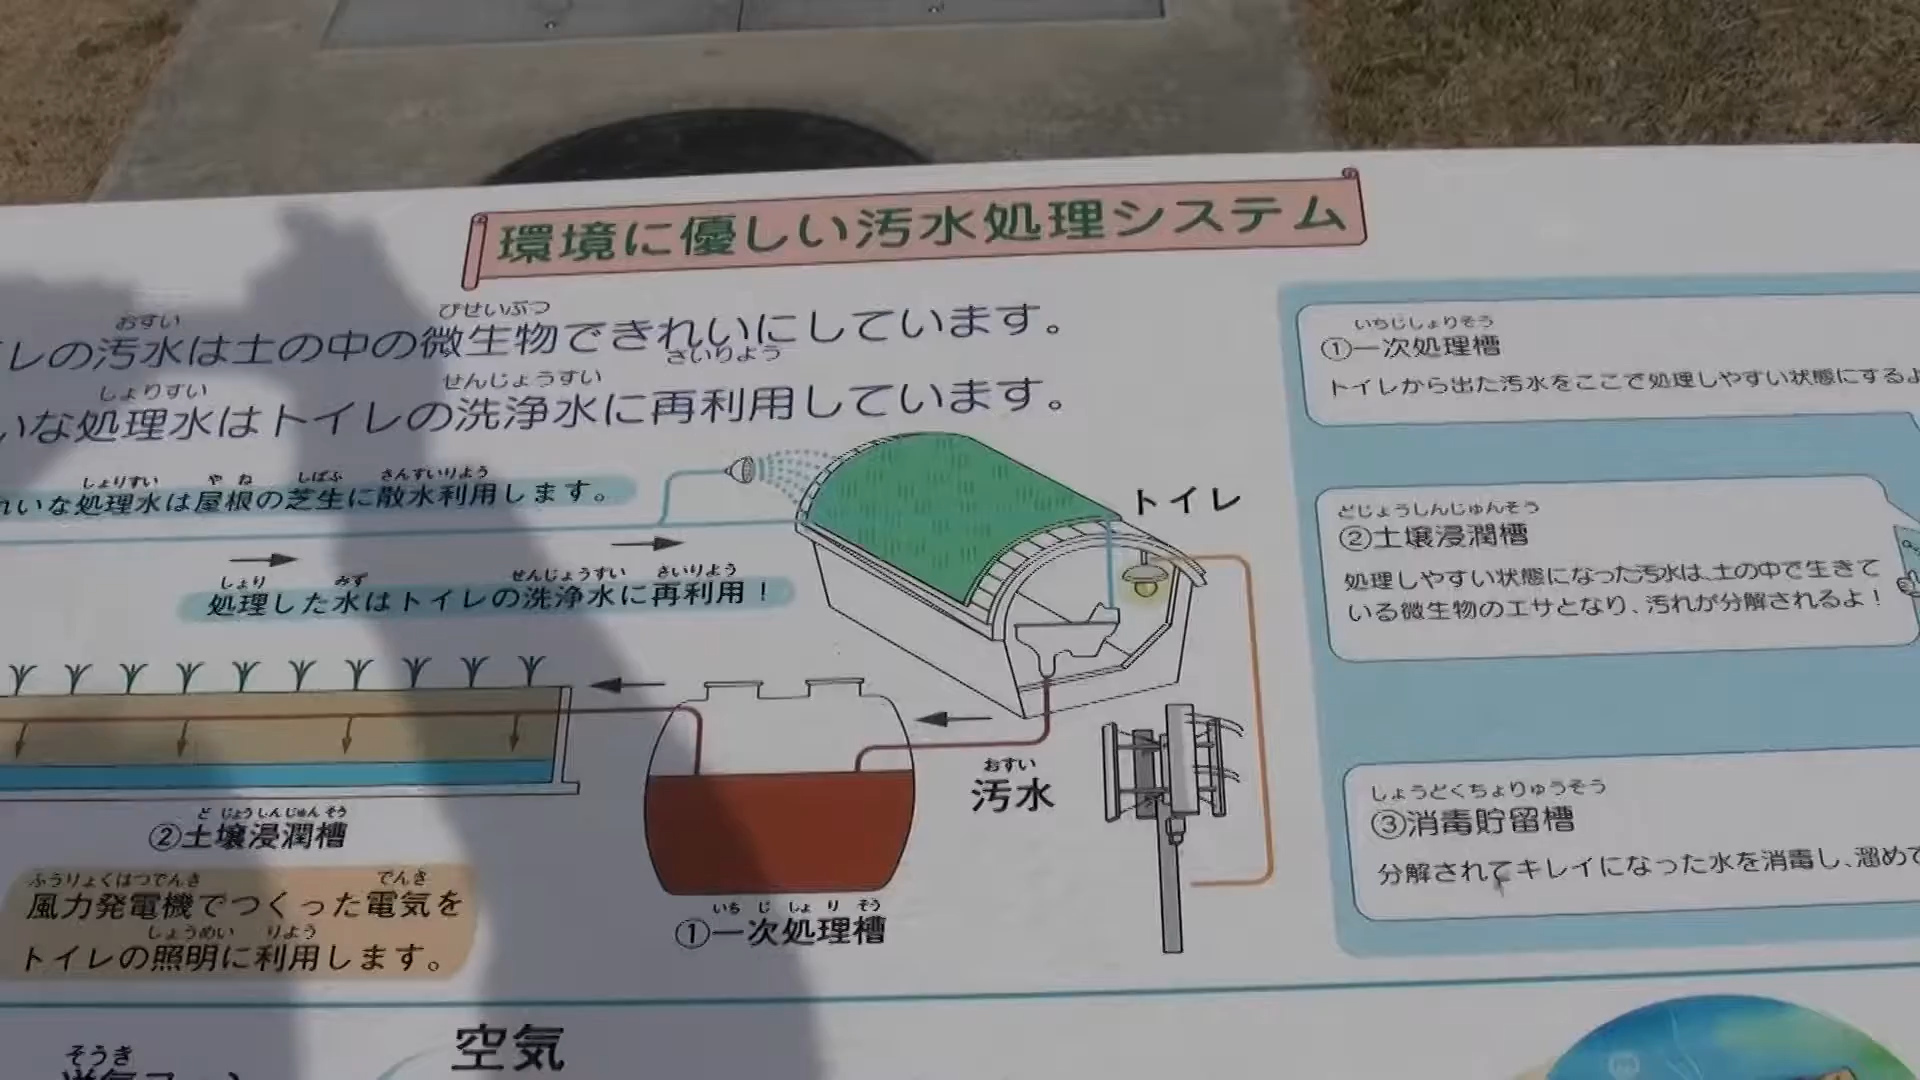 環境に優しい汚水処理システム
おすい びせいぶつ
レの汚水は土の中の微生物できれいにしています。
しょりすい せんじょうすい さいりよう
いな処理水はトイレの洗浄水に再利用しています。
しょりすい やね しばふ さんすいりよう
れいな処理水は屋根の芝生に散水利用します。
トイレ
しょり みず せんじょうすい さいりよう
処理した水はトイレの洗浄水に再利用！
おすい
汚水
どじょうしんじゅんそう
②土壌浸潤槽
いちじしょりそう
①一次処理槽
ふうりょくはつでんき でんき
風力発電機でつくった電気を
しょうめい りよう
トイレの照明に利用します。
いちじしょりそう
①一次処理槽
トイレから出た汚水をここで処理しやすい状態にするよ
どじょうしんじゅんそう
②土壌浸潤槽
処理しやすい状態になった汚水は、土の中で生きて
いる微生物のエサとなり、汚れが分解されるよ！
しょうどくちょりゅうそう
③消毒貯留槽
分解されてキレイになった水を消毒し、溜めて
そうき
空気